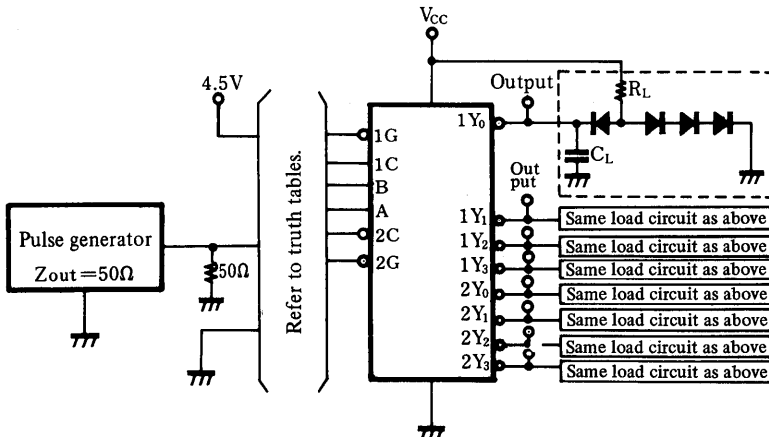 V_CC
4.5V
Output
R_L
C_L
Refer to truth tables.
1G
1C
B
A
2C
2G
1Y₀
Out
put
1Y₁
1Y₂
1Y₃
2Y₀
2Y₁
2Y₂
2Y₃
Same load circuit as above
Same load circuit as above
Same load circuit as above
Same load circuit as above
Same load circuit as above
Same load circuit as above
Same load circuit as above
Pulse generator
Zout=50Ω
50Ω